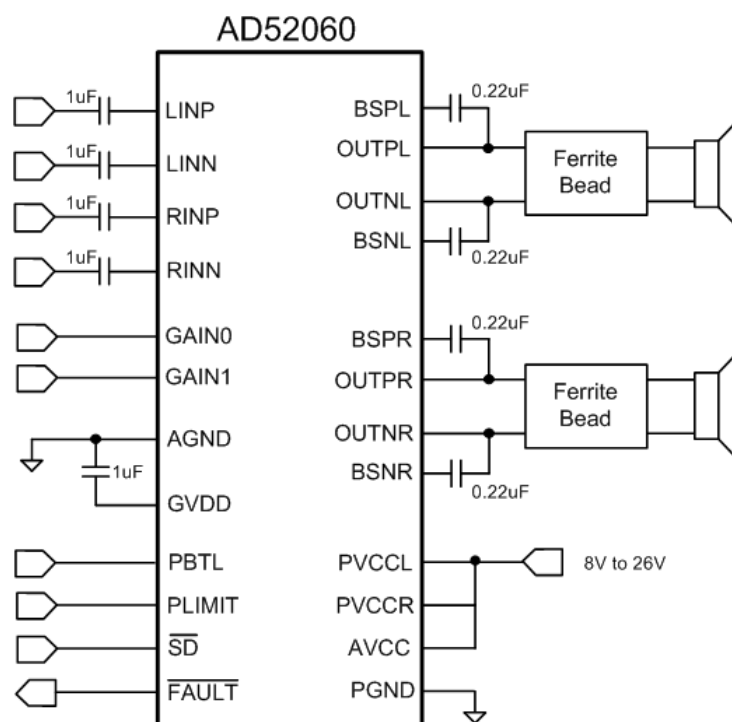 AD52060
1uF
LINP
1uF
LINN
1uF
RINP
1uF
RINN
GAIN0
GAIN1
AGND
1uF
GVDD
PBTL
PLIMIT
SD
FAULT
BSPL
0.22uF
OUTPL
Ferrite
Bead
OUTNL
BSNL
0.22uF
BSPR
0.22uF
OUTPR
Ferrite
Bead
OUTNR
BSNR
0.22uF
PVCCL
8V to 26V
PVCCR
AVCC
PGND